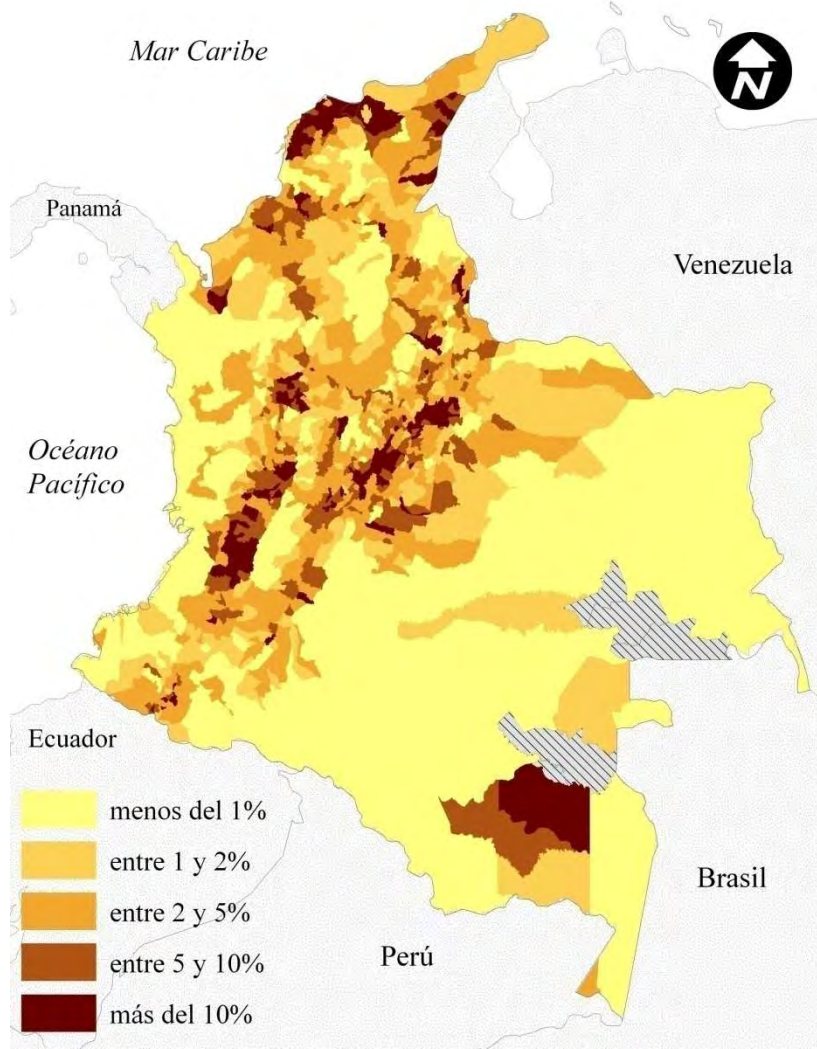 Mar Caribe
N
Panamá
Venezuela
Océano
Pacífico
Ecuador
menos del 1%
entre 1 y 2%
entre 2 y 5%
entre 5 y 10%
más del 10%
Brasil
Perú